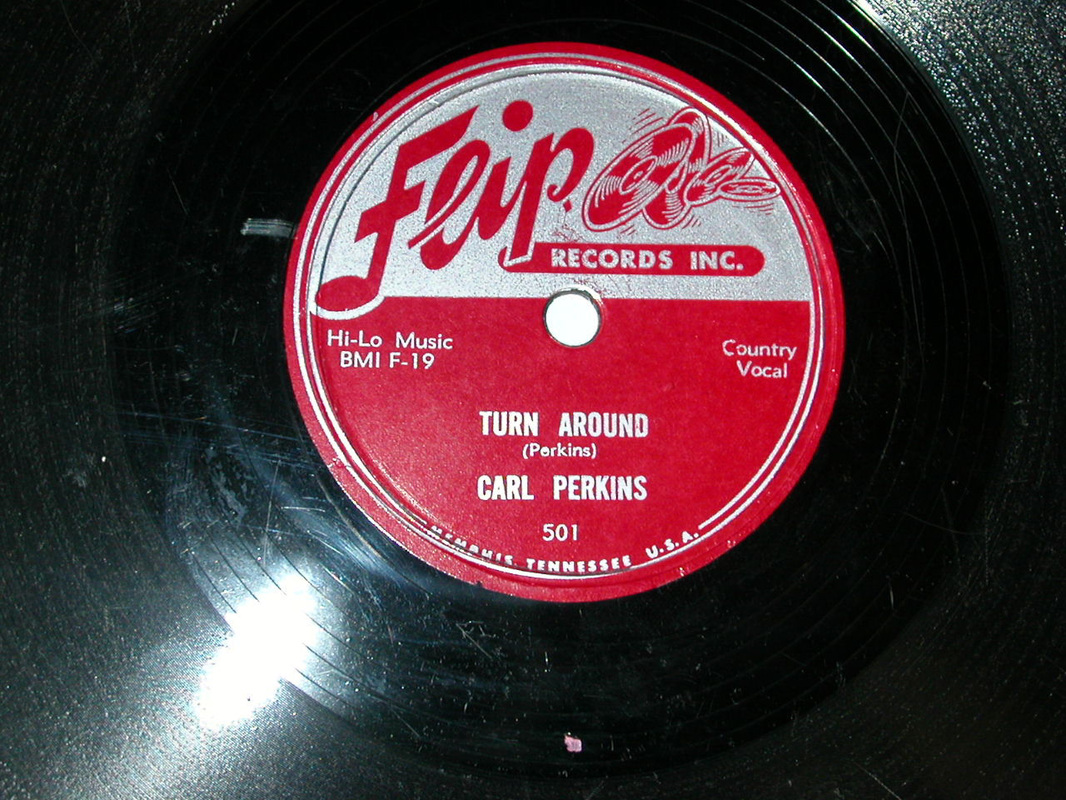 Flip
RECORDS INC.
Hi-Lo Music
BMI F-19
Country
Vocal
TURN AROUND
(Perkins)
CARL PERKINS
501
MEMPHIS, TENNESSEE U.S.A.